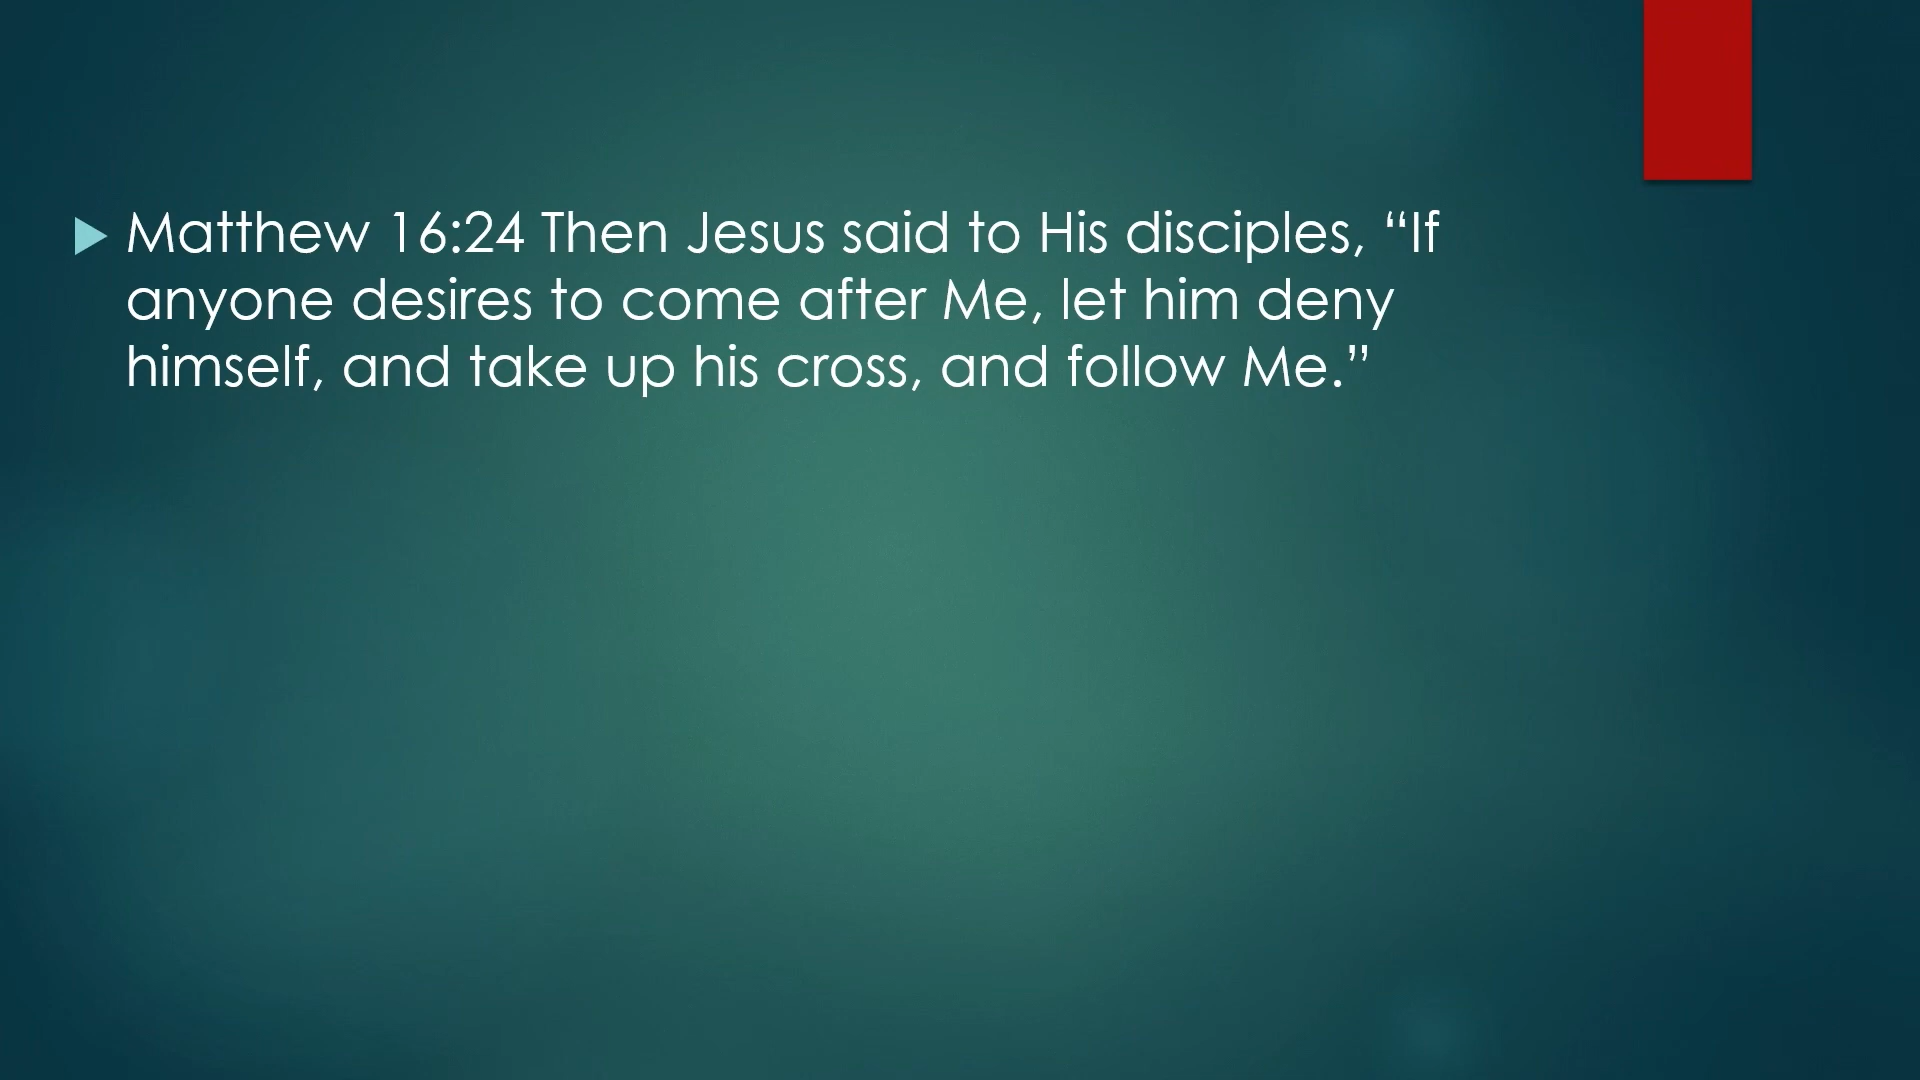 Matthew 16:24 Then Jesus said to His disciples, “If
anyone desires to come after Me, let him deny
himself, and take up his cross, and follow Me.”